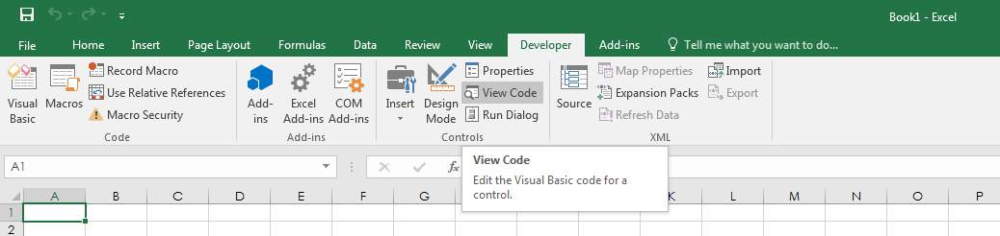 Book1 - Excel
File Home Insert Page Layout Formulas Data Review View Developer Add-ins Tell me what you want to do...
Visual Basic
Macros
Record Macro
Use Relative References
Macro Security
Code
Add-ins
Excel Add-ins
COM Add-ins
Add-ins
Insert
Design Mode
Properties
View Code
Run Dialog
Controls
Source
Map Properties
Expansion Packs
Refresh Data
Import
Export
XML
A1
fx
View Code
Edit the Visual Basic code for a
control.
A B C D E F G K L M N O P
1
2